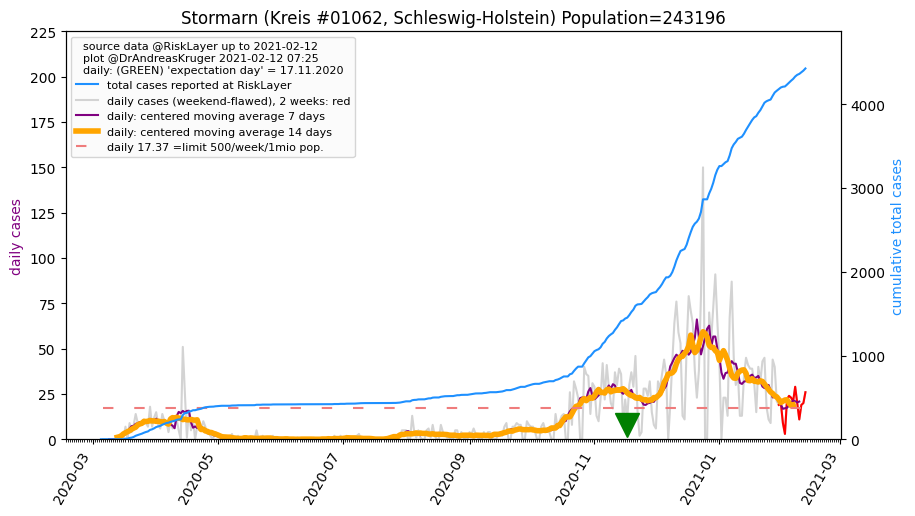 Stormarn (Kreis #01062, Schleswig-Holstein) Population=243196
source data @RiskLayer up to 2021-02-12
plot @DrAndreasKruger 2021-02-12 07:25
daily: (GREEN) 'expectation day' = 17.11.2020
total cases reported at RiskLayer
daily cases (weekend-flawed), 2 weeks: red
daily: centered moving average 7 days
daily: centered moving average 14 days
daily 17.37 =limit 500/week/1mio pop.
daily cases
225
200
175
150
125
100
75
50
25
0
cumulative total cases
4000
3000
2000
1000
0
2020-03
2020-05
2020-07
2020-09
2020-11
2021-01
2021-03